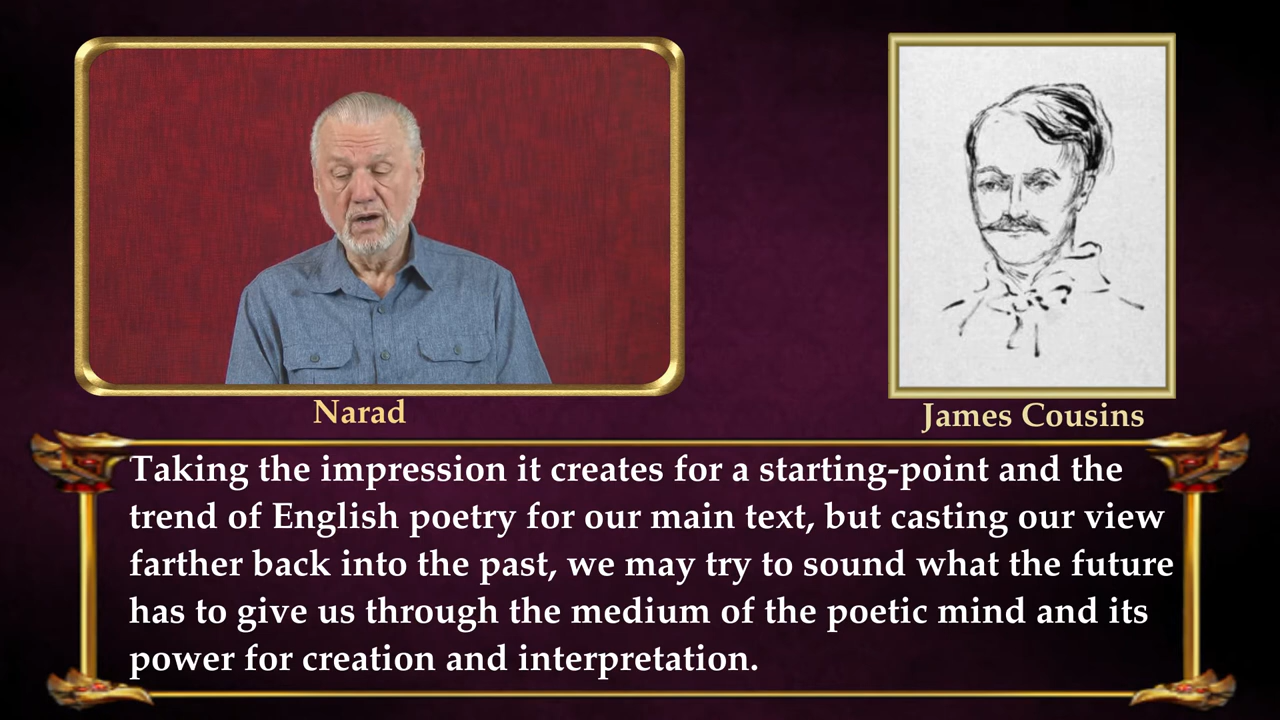 Narad
James Cousins
Taking the impression it creates for a starting-point and the
trend of English poetry for our main text, but casting our view
farther back into the past, we may try to sound what the future
has to give us through the medium of the poetic mind and its
power for creation and interpretation.